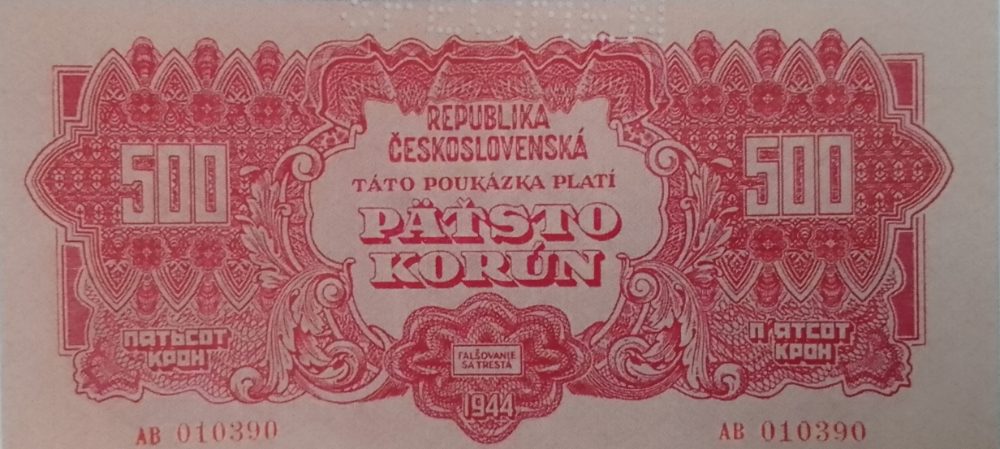 SPECIMEN
REPUBLIKA
ČESKOSLOVENSKÁ
TÁTO POUKÁZKA PLATÍ
PÄŤSTO
KORÚN
500
500
ПАТЬСОТ
КРОН
П'ЯТСОТ
КРОН
FALŠOVANIE
SA TRESTÁ
1944
AB 010390
AB 010390